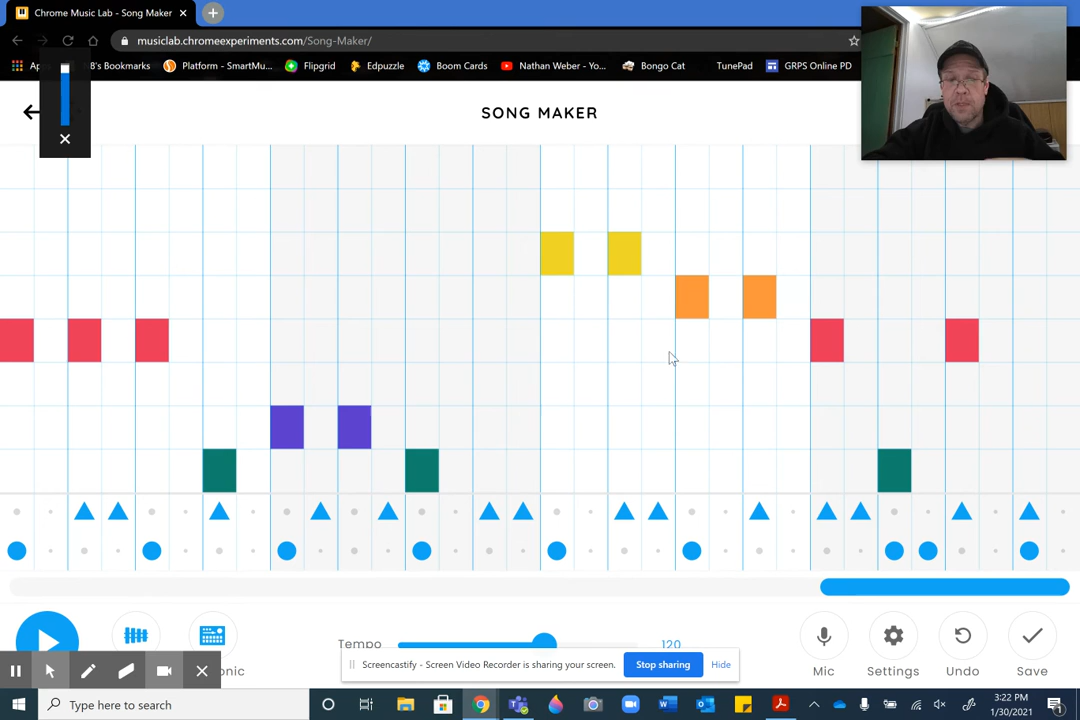 Chrome Music Lab - Song Maker
musiclab.chromeexperiments.com/Song-Maker/
Ap 's Bookmarks Platform - SmartMu... Flipgrid Edpuzzle Boom Cards Nathan Weber - Yo... Bongo Cat TunePad GRPS Online PD
SONG MAKER
Tempo 120
onic Mic Settings Undo Save
Screencastify - Screen Video Recorder is sharing your screen. Stop sharing Hide
Type here to search
3:22 PM
1/30/2021